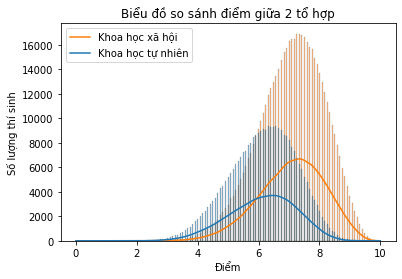 Biểu đồ so sánh điểm giữa 2 tổ hợp
Khoa học xã hội
Khoa học tự nhiên
Số lượng thí sinh
16000
14000
12000
10000
8000
6000
4000
2000
0
0 2 4 6 8 10
Điểm